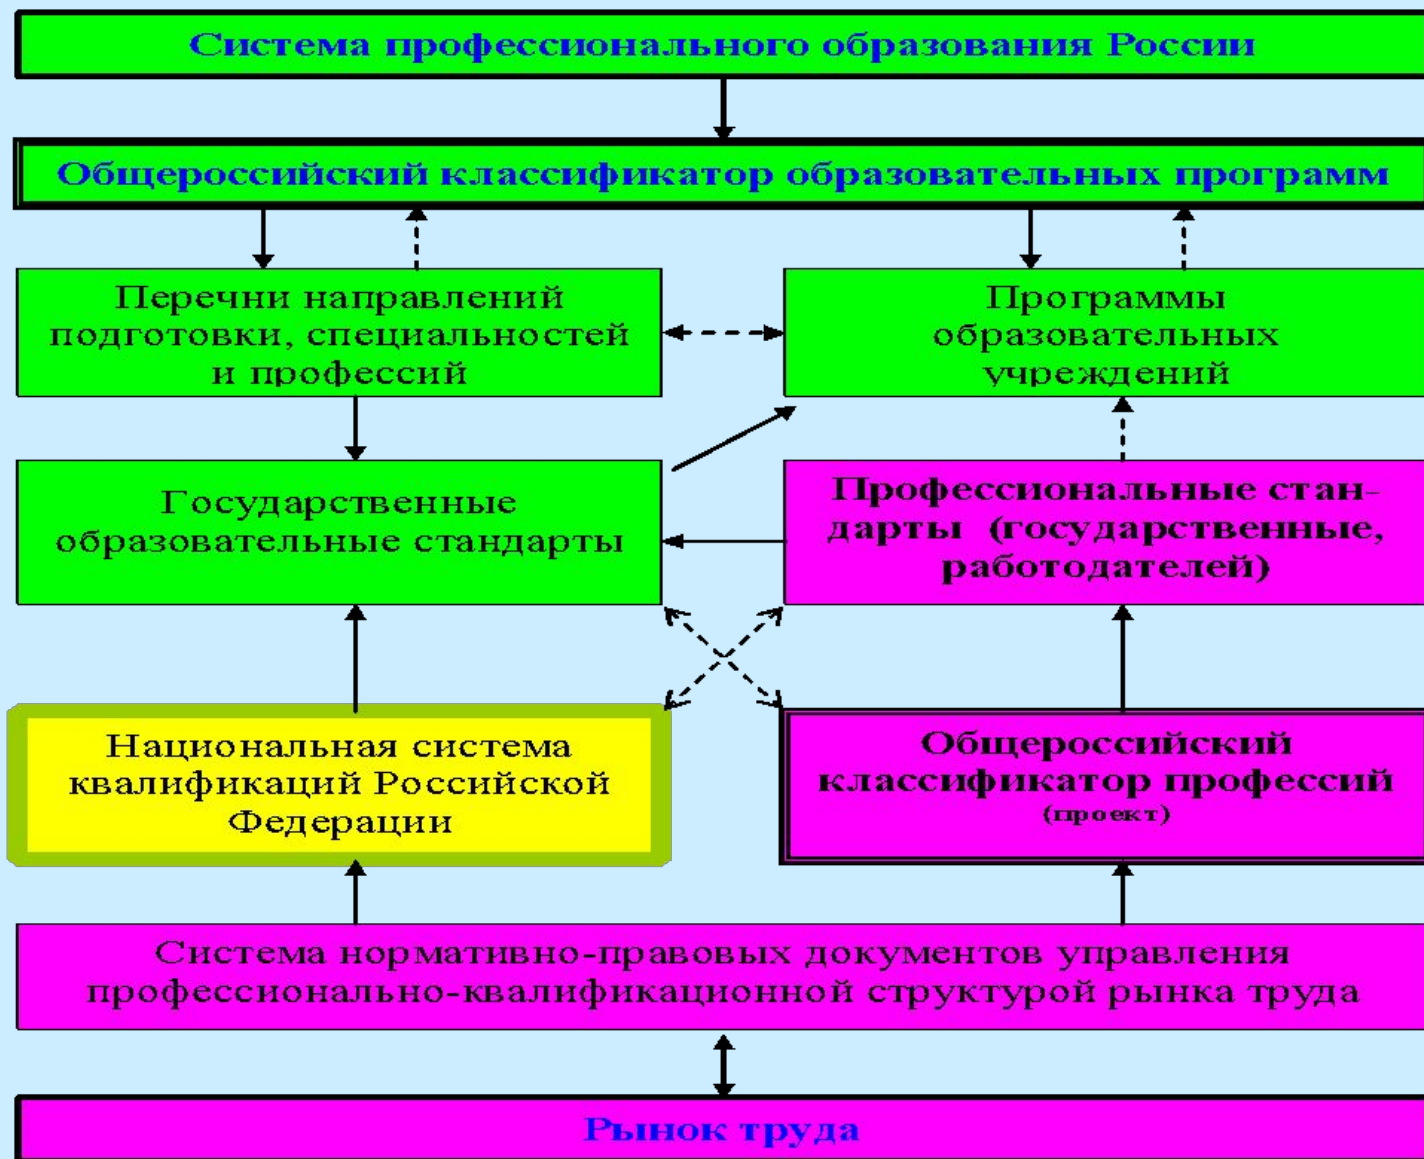 Система профессионального образования России
Общероссийский классификатор образовательных программ
Перечни направлений
подготовки, специальностей
и профессий
Программы
образовательных
учреждений
Государственные
образовательные стандарты
Профессиональные стан-
дарты (государственные,
работодателей)
Национальная система
квалификаций Российской
Федерации
Общероссийский
классификатор профессий
(проект)
Система нормативно-правовых документов управления
профессионально-квалификационной структурой рынка труда
Рынок труда